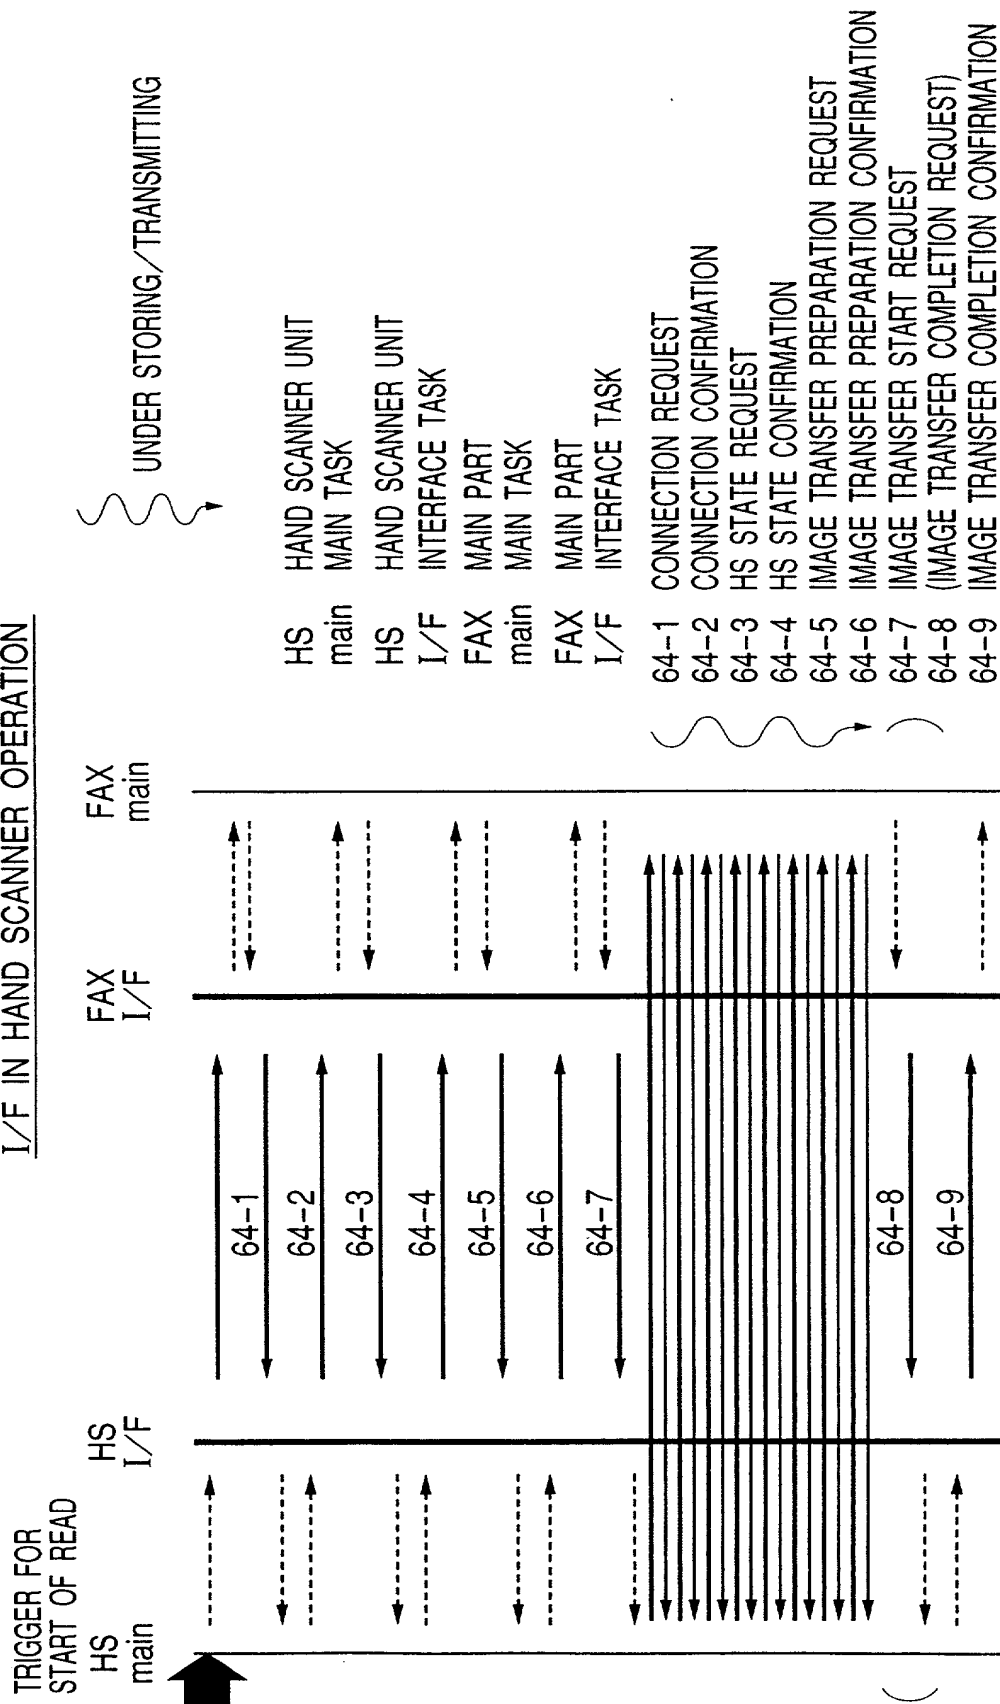 I/F IN HAND SCANNER OPERATION
TRIGGER FOR
START OF READ
HS
main
HS
I/F
FAX
I/F
FAX
main
64-1
64-2
64-3
64-4
64-5
64-6
64-7
64-8
64-9
UNDER STORING/TRANSMITTING
HS HAND SCANNER UNIT
main MAIN TASK
HS HAND SCANNER UNIT
I/F INTERFACE TASK
FAX MAIN PART
main MAIN TASK
FAX MAIN PART
I/F INTERFACE TASK
64-1 CONNECTION REQUEST
64-2 CONNECTION CONFIRMATION
64-3 HS STATE REQUEST
64-4 HS STATE CONFIRMATION
64-5 IMAGE TRANSFER PREPARATION REQUEST
64-6 IMAGE TRANSFER PREPARATION CONFIRMATION
64-7 IMAGE TRANSFER START REQUEST
64-8 (IMAGE TRANSFER COMPLETION REQUEST)
64-9 IMAGE TRANSFER COMPLETION CONFIRMATION